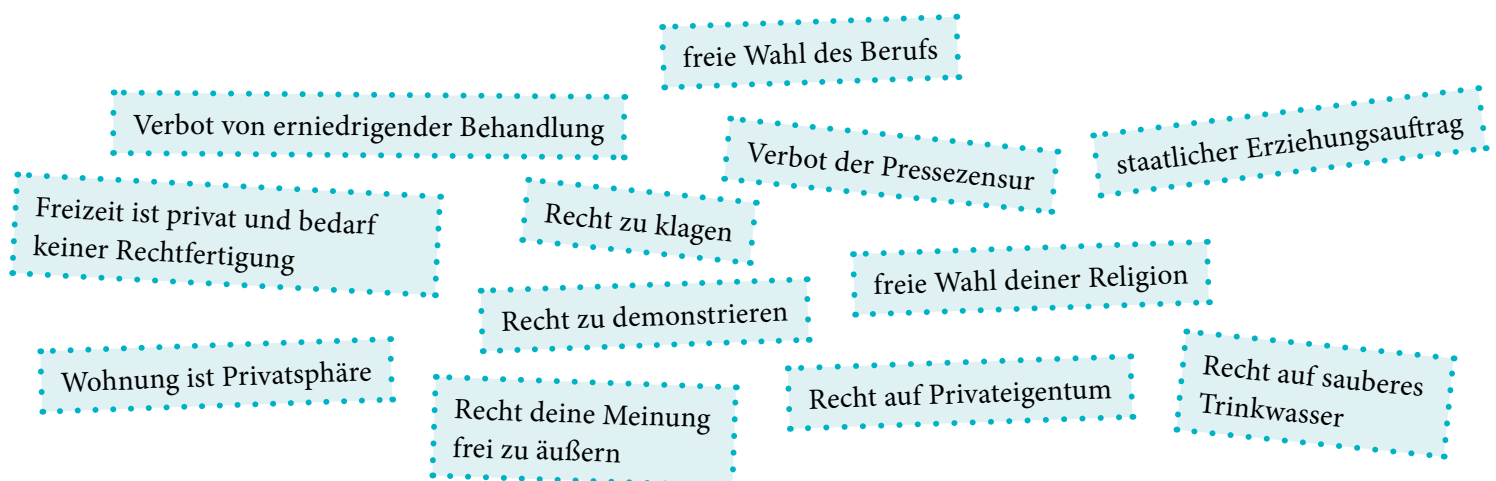 freie Wahl des Berufs
Verbot von erniedrigender Behandlung
Verbot der Pressezensur
staatlicher Erziehungsauftrag
Freizeit ist privat und bedarf
keiner Rechtfertigung
Recht zu klagen
freie Wahl deiner Religion
Recht zu demonstrieren
Wohnung ist Privatsphäre
Recht deine Meinung
frei zu äußern
Recht auf Privateigentum
Recht auf sauberes
Trinkwasser